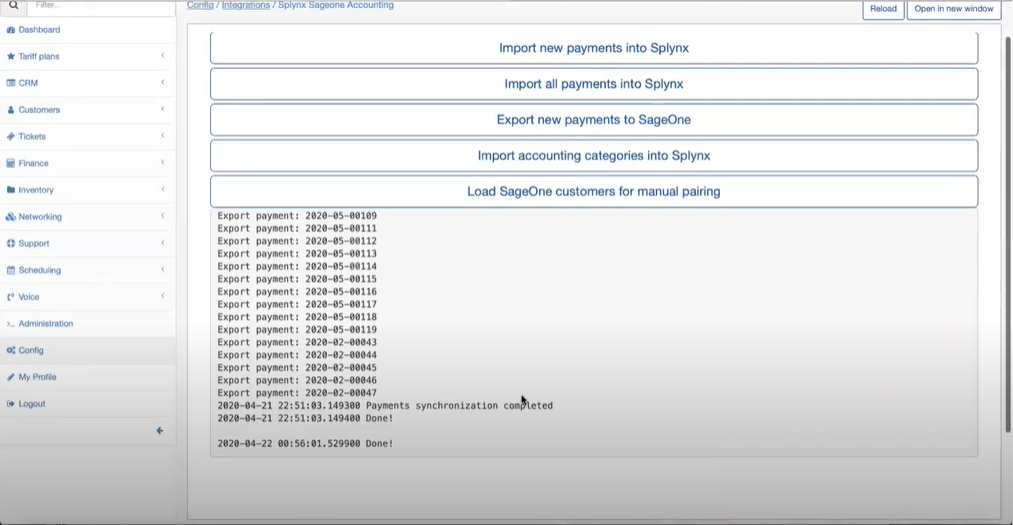 Filter...
Config / Integrations / Splynx Sageone Accounting
Reload
Open in new window
Dashboard
Tariff plans
CRM
Customers
Tickets
Finance
Inventory
Networking
Support
Scheduling
Voice
Administration
Config
My Profile
Logout
Import new payments into Splynx
Import all payments into Splynx
Export new payments to SageOne
Import accounting categories into Splynx
Load SageOne customers for manual pairing
Export payment: 2020-05-00109
Export payment: 2020-05-00111
Export payment: 2020-05-00112
Export payment: 2020-05-00113
Export payment: 2020-05-00114
Export payment: 2020-05-00115
Export payment: 2020-05-00116
Export payment: 2020-05-00117
Export payment: 2020-05-00118
Export payment: 2020-05-00119
Export payment: 2020-02-00043
Export payment: 2020-02-00044
Export payment: 2020-02-00045
Export payment: 2020-02-00046
Export payment: 2020-02-00047
2020-04-21 22:51:03.149300 Payments synchronization completed
2020-04-21 22:51:03.149400 Done!
2020-04-22 00:56:01.529900 Done!